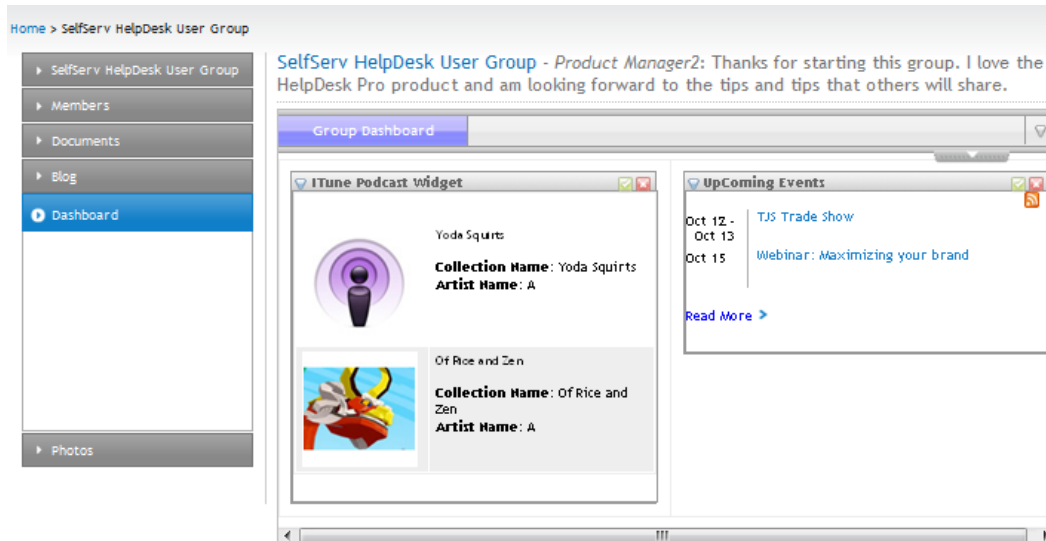 Home > SelfServ HelpDesk User Group
SelfServ HelpDesk User Group
Members
Documents
Blog
Dashboard
Photos
SelfServ HelpDesk User Group - Product Manager2: Thanks for starting this group. I love the
HelpDesk Pro product and am looking forward to the tips and tips that others will share.
Group Dashboard
ITune Podcast Widget
Yoda Squirts
Collection Name: Yoda Squirts
Artist Name: A
Of Rice and Zen
Collection Name: Of Rice and
Zen
Artist Name: A
UpComing Events
Oct 12 -
Oct 13
TJS Trade Show
Oct 15
Webinar: Maximizing your brand
Read More >